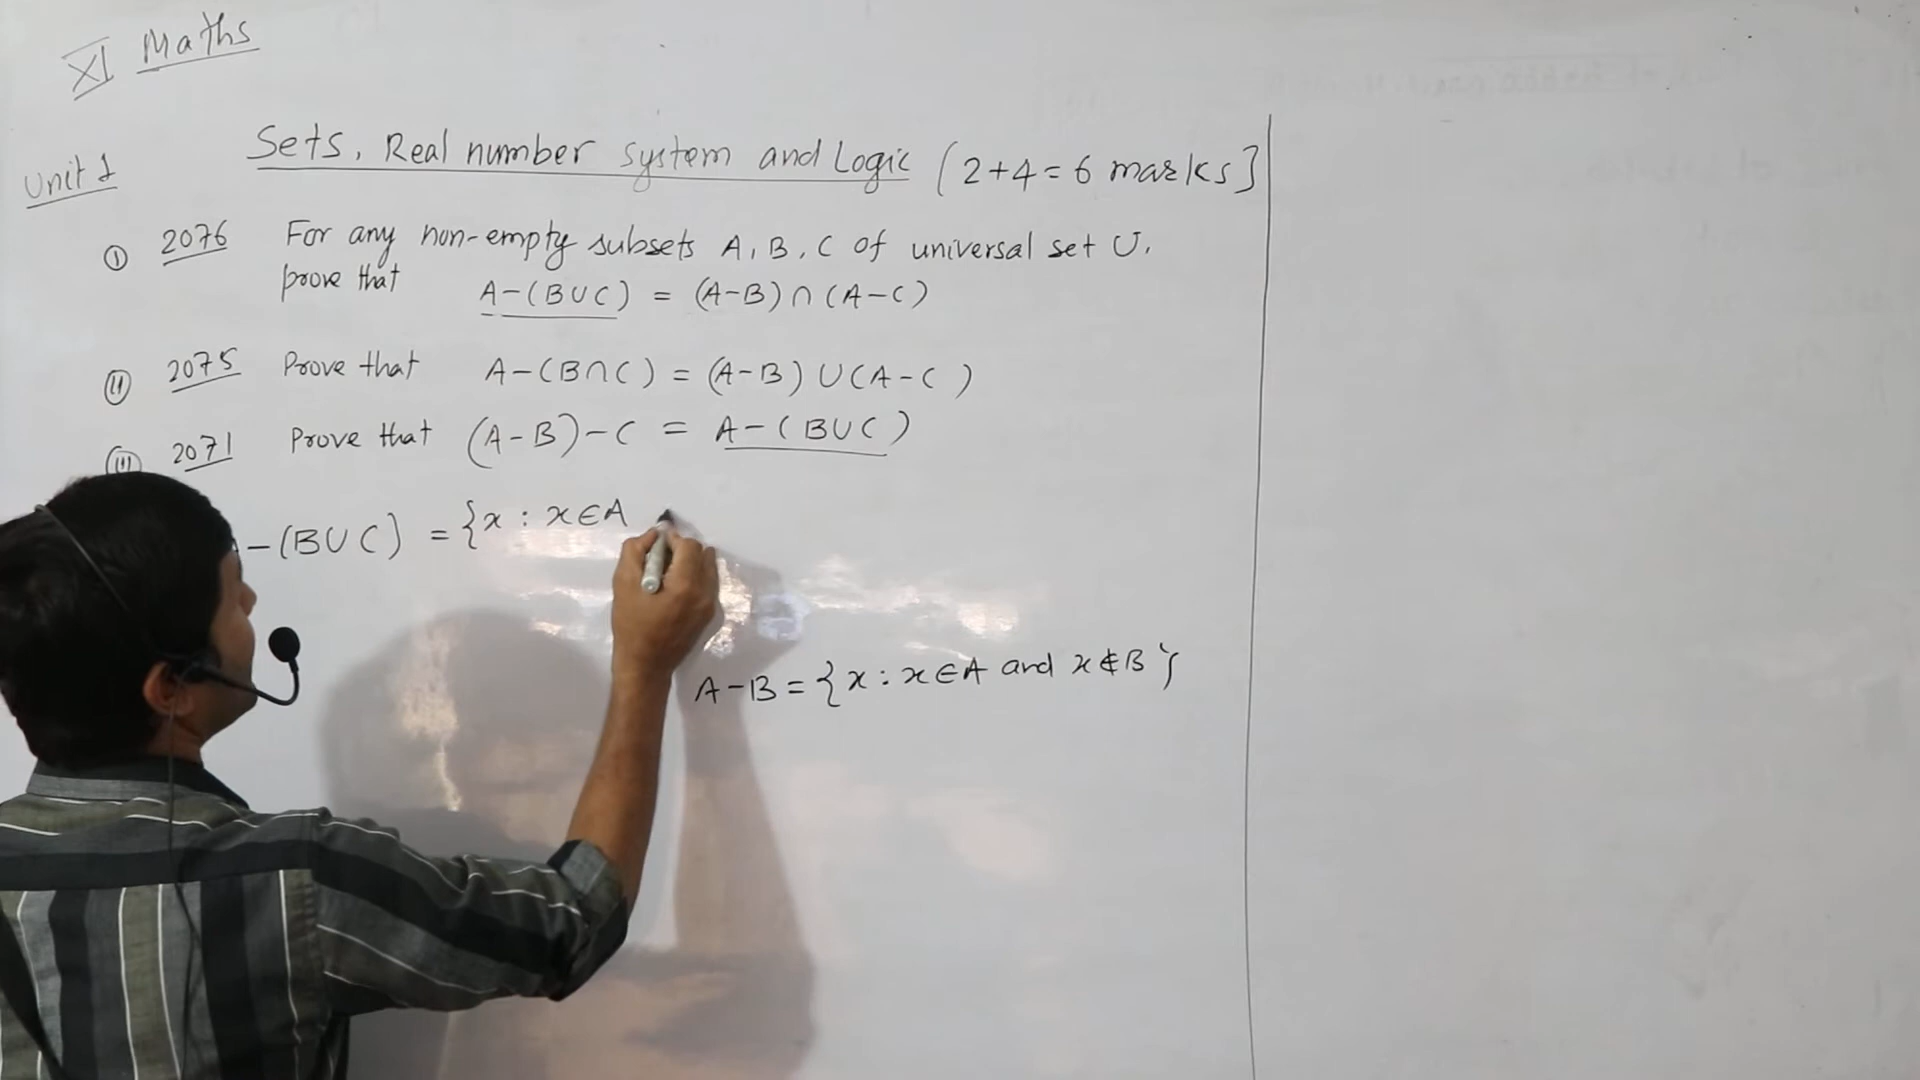 XI Maths
Unit 1 Sets, Real number system and Logic (2+4=6 marks]
(I) 2076 For any non-empty subsets A, B, C of universal set U.
prove that A-(B∪C) = (A-B)∩(A-C)
(II) 2075 Prove that A-(B∩C) = (A-B)∪(A-C)
(III) 2071 Prove that (A-B)-C = A-(B∪C)
-(B∪C) = {x : x∈A
A-B = {x : x∈A and x∉B}